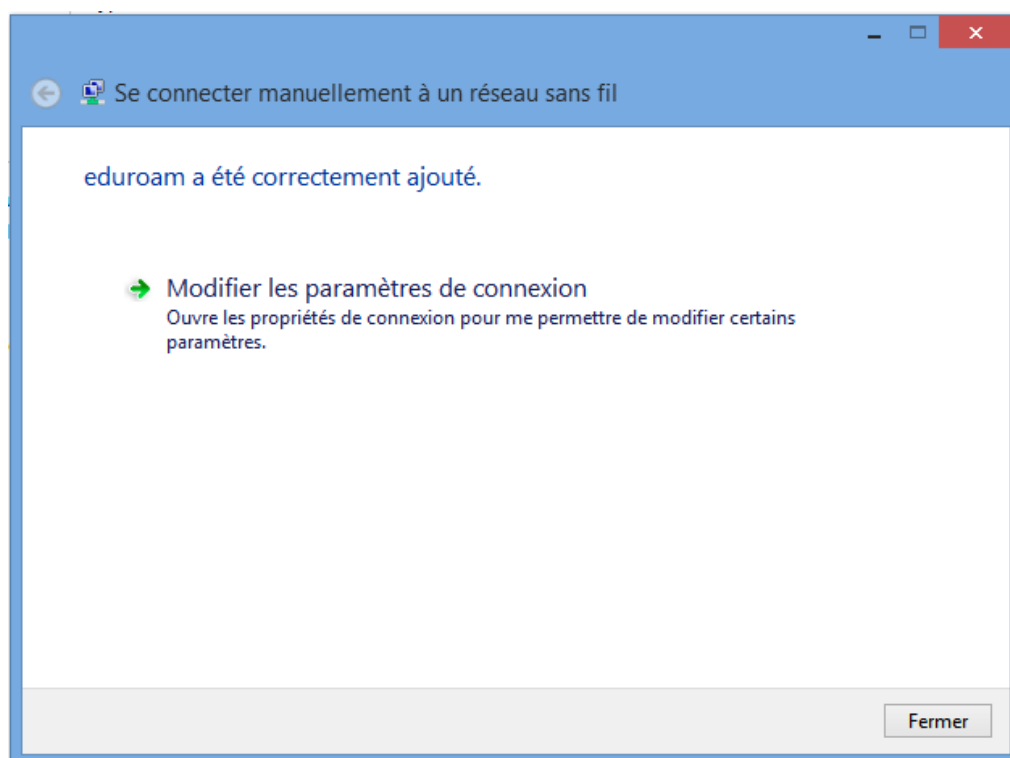 Se connecter manuellement à un réseau sans fil
eduroam a été correctement ajouté.
Modifier les paramètres de connexion
Ouvre les propriétés de connexion pour me permettre de modifier certains
paramètres.
Fermer